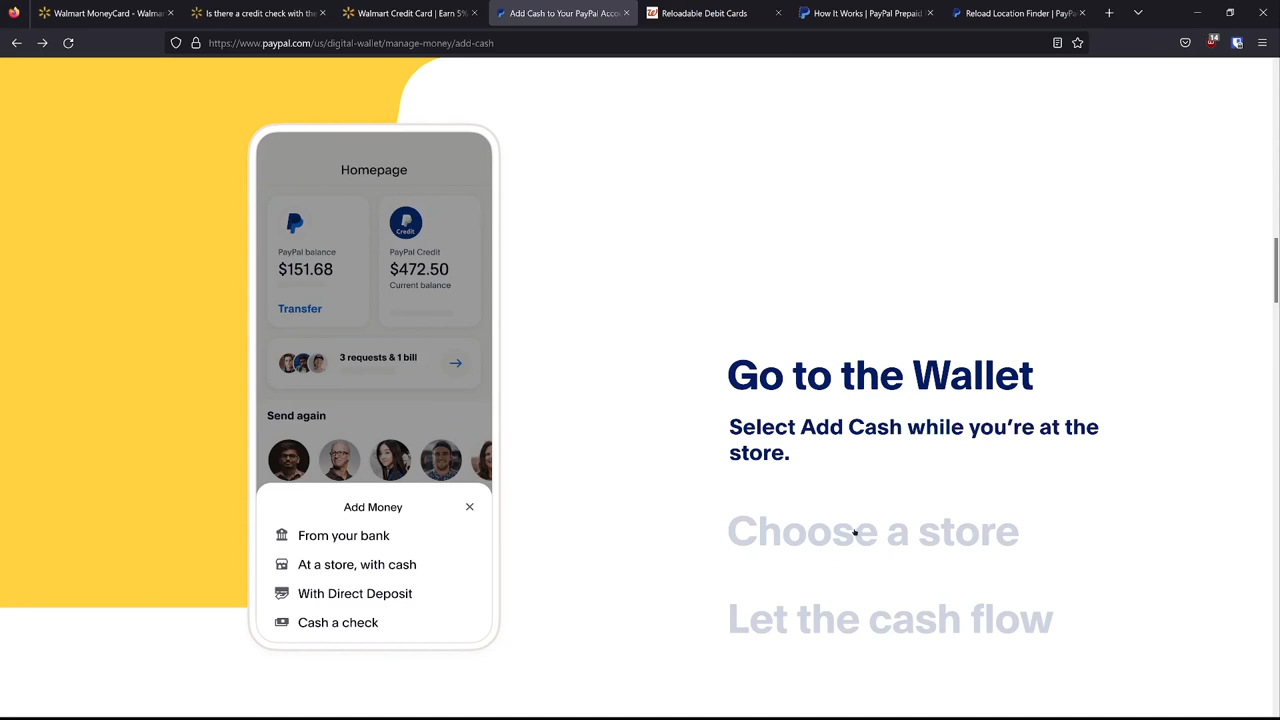 Walmart MoneyCard - Walmar
Is there a credit check with the
Walmart Credit Card | Earn 5%
Add Cash to Your PayPal Accou
Reloadable Debit Cards
How It Works | PayPal Prepaid
Reload Location Finder | PayPa
https://www.paypal.com/us/digital-wallet/manage-money/add-cash
14
Homepage
PayPal balance
$151.68
Transfer
Credit
PayPal Credit
$472.50
Current balance
3 requests & 1 bill
Send again
Add Money
From your bank
At a store, with cash
With Direct Deposit
Cash a check
Go to the Wallet
Select Add Cash while you’re at the
store.
Choose a store
Let the cash flow